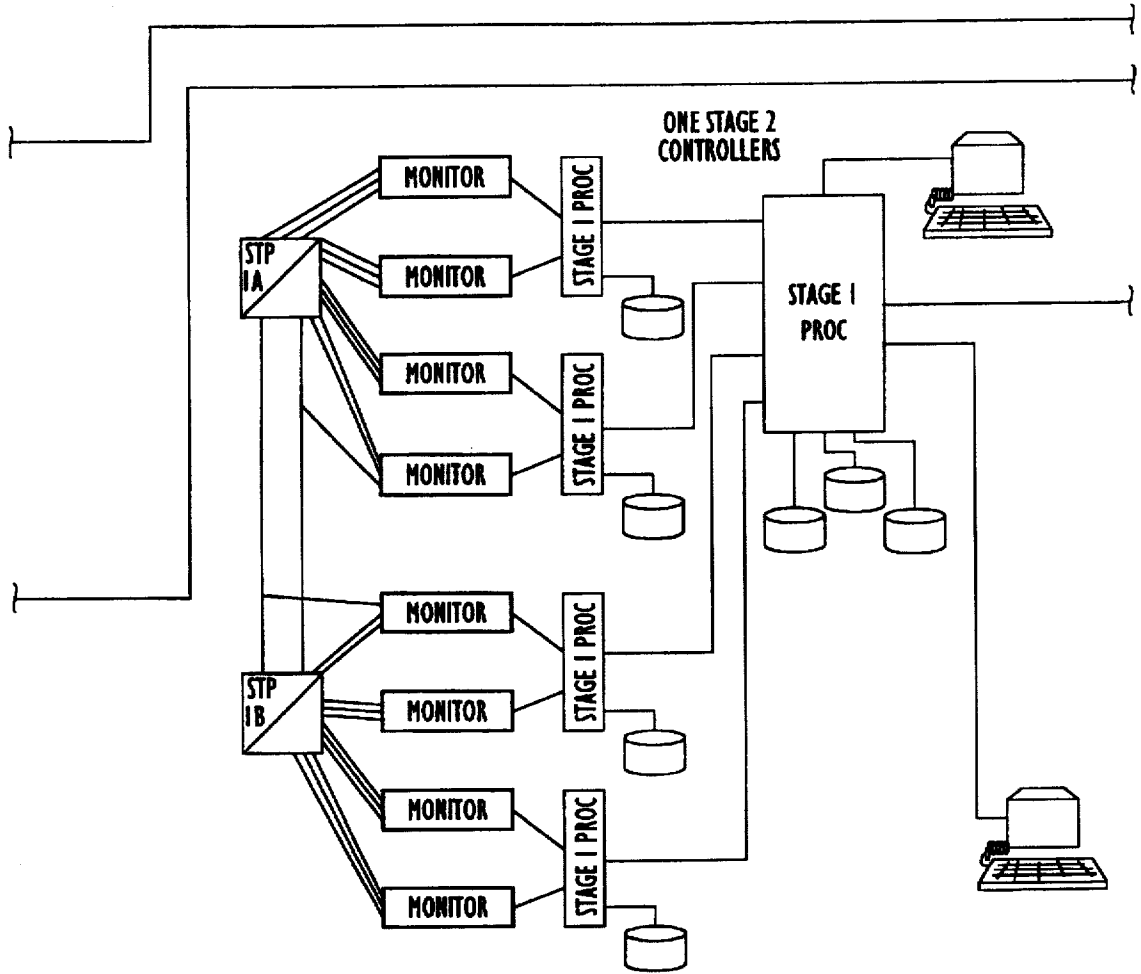 ONE STAGE 2
CONTROLLERS
MONITOR
STAGE 1 PROC
STP
1A
MONITOR
STAGE 1
PROC
MONITOR
STAGE 1 PROC
MONITOR
MONITOR
STAGE 1 PROC
STP
1B
MONITOR
MONITOR
STAGE 1 PROC
MONITOR